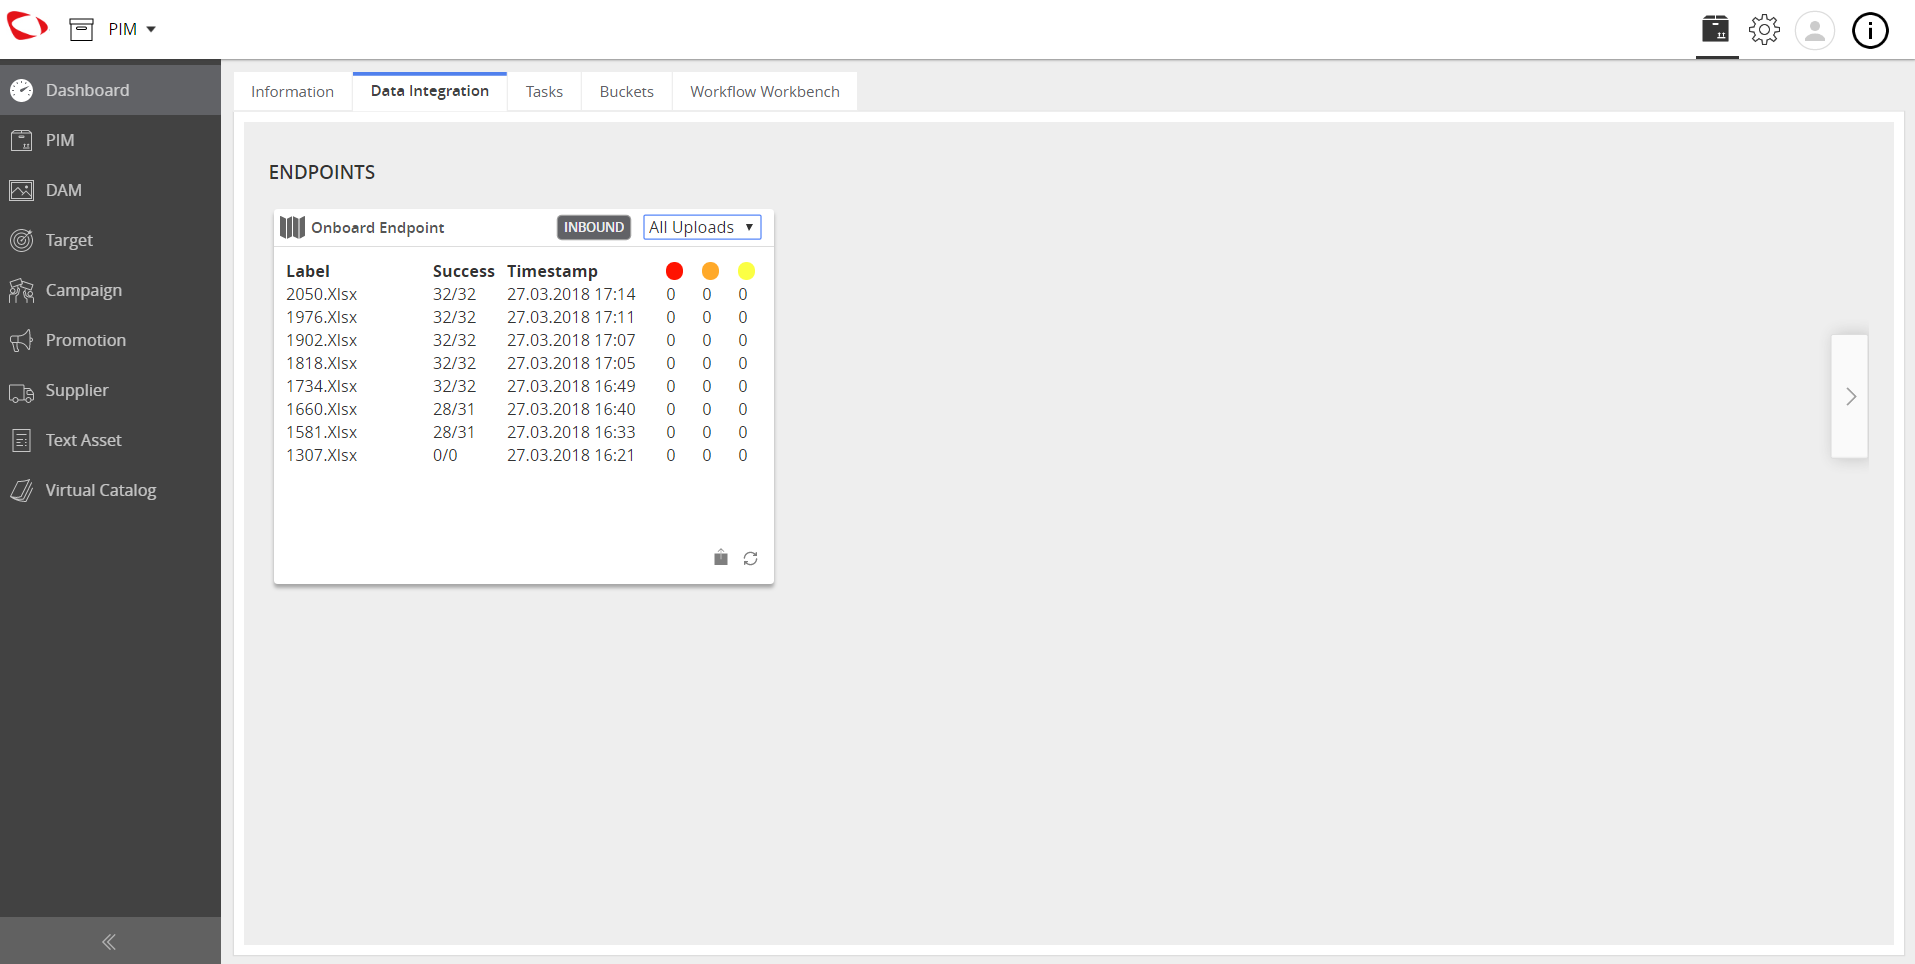 PIM
Dashboard
PIM
DAM
Target
Campaign
Promotion
Supplier
Text Asset
Virtual Catalog
Information Data Integration Tasks Buckets Workflow Workbench
ENDPOINTS
Onboard Endpoint INBOUND All Uploads
Label Success Timestamp
2050.Xlsx 32/32 27.03.2018 17:14 0 0 0
1976.Xlsx 32/32 27.03.2018 17:11 0 0 0
1902.Xlsx 32/32 27.03.2018 17:07 0 0 0
1818.Xlsx 32/32 27.03.2018 17:05 0 0 0
1734.Xlsx 32/32 27.03.2018 16:49 0 0 0
1660.Xlsx 28/31 27.03.2018 16:40 0 0 0
1581.Xlsx 28/31 27.03.2018 16:33 0 0 0
1307.Xlsx 0/0 27.03.2018 16:21 0 0 0